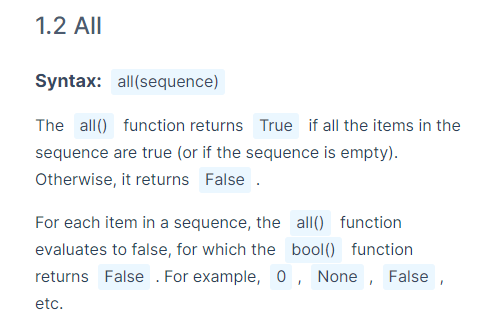 1.2 All
Syntax: all(sequence)
The all() function returns True if all the items in the
sequence are true (or if the sequence is empty).
Otherwise, it returns False .
For each item in a sequence, the all() function
evaluates to false, for which the bool() function
returns False . For example, 0 , None , False ,
etc.